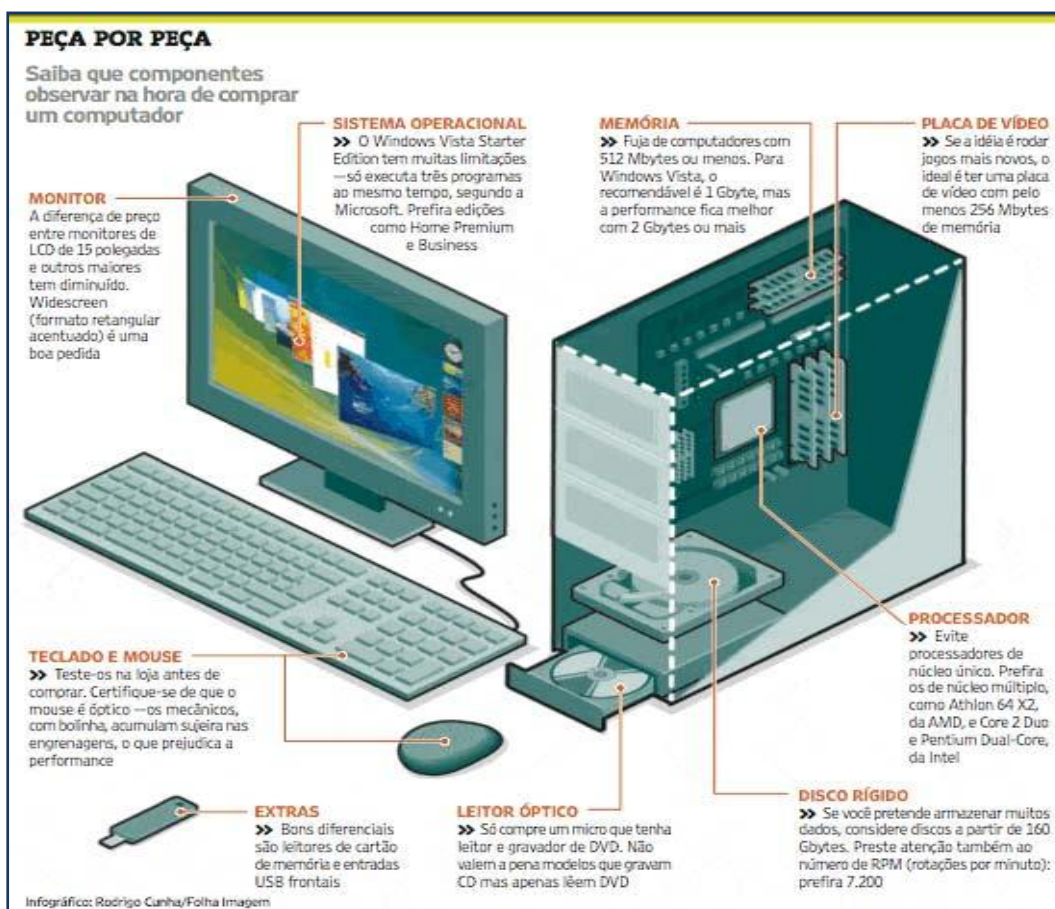 PEÇA POR PEÇA
Saiba que componentes
observar na hora de comprar
um computador
MONITOR
A diferença de preço
entre monitores de
LCD de 15 polegadas
e outros maiores
tem diminuído.
Widescreen
(formato retangular
acentuado) é uma
boa pedida
SISTEMA OPERACIONAL
>> O Windows Vista Starter
Edition tem muitas limitações
—só executa três programas
ao mesmo tempo, segundo a
Microsoft. Prefira edições
como Home Premium
e Business
MEMÓRIA
>> Fuja de computadores com
512 Mbytes ou menos. Para
Windows Vista, o
recomendável é 1 Gbyte, mas
a performance fica melhor
com 2 Gbytes ou mais
PLACA DE VÍDEO
>> Se a idéia é rodar
jogos mais novos, o
ideal é ter uma placa
de vídeo com pelo
menos 256 Mbytes
de memória
TECLADO E MOUSE
>> Teste-os na loja antes de
comprar. Certifique-se de que o
mouse é óptico —os mecânicos,
com bolinha, acumulam sujeira nas
engrenagens, o que prejudica a
performance
PROCESSADOR
>> Evite
processadores de
núcleo único. Prefira
os de núcleo múltiplo,
como Athlon 64 X2,
da AMD, e Core 2 Duo
e Pentium Dual-Core,
da Intel
EXTRAS
>> Bons diferenciais
são leitores de cartão
de memória e entradas
USB frontais
LEITOR ÓPTICO
>> Só compre um micro que tenha
leitor e gravador de DVD. Não
valem a pena modelos que gravam
CD mas apenas lêem DVD
DISCO RÍGIDO
>> Se você pretende armazenar muitos
dados, considere discos a partir de 160
Gbytes. Preste atenção também ao
número de RPM (rotações por minuto):
prefira 7.200
Infográfico: Rodrigo Cunha/Folha Imagem